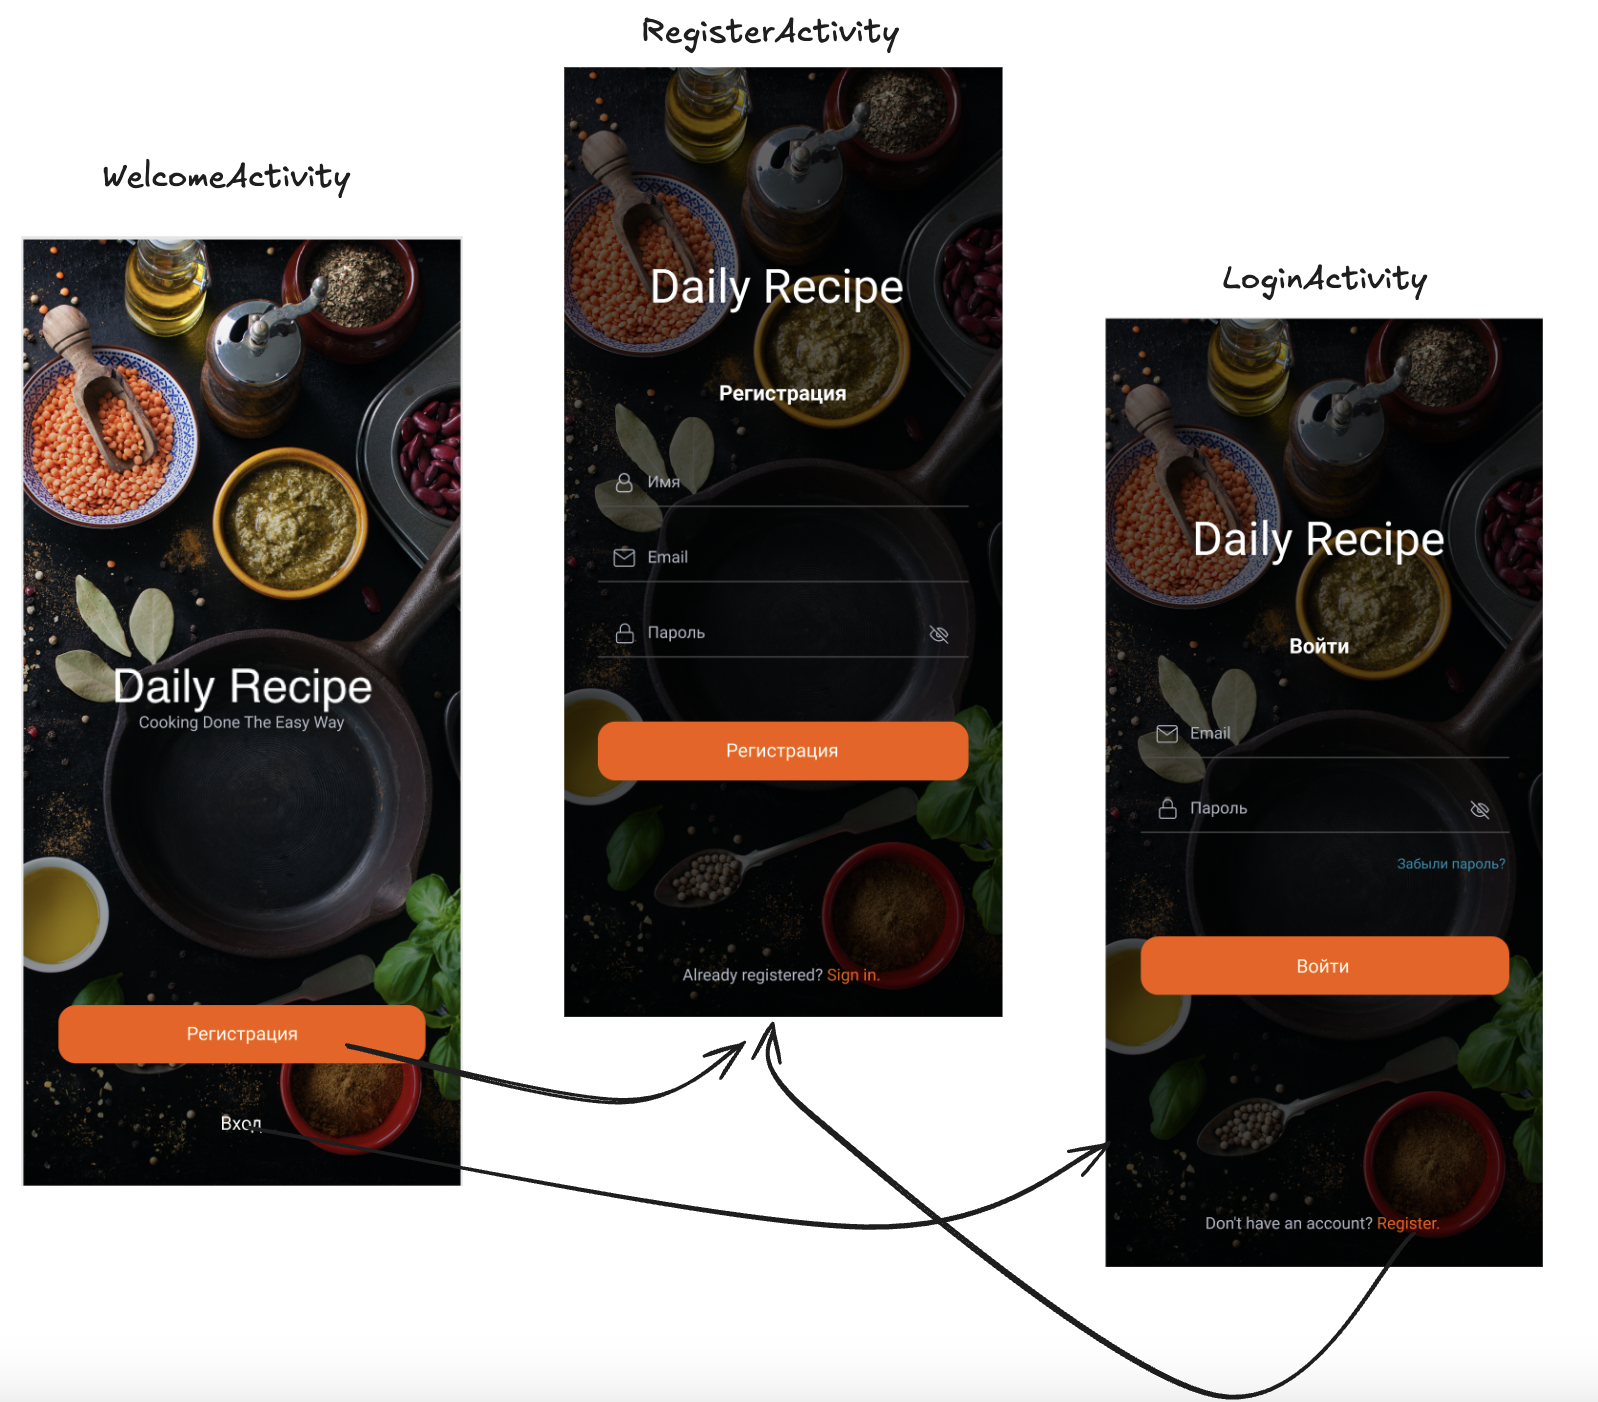 WelcomeActivity
Daily Recipe
Cooking Done The Easy Way
Регистрация
Вход
RegisterActivity
Daily Recipe
Регистрация
Имя
Email
Пароль
Регистрация
Already registered? Sign in.
LoginActivity
Daily Recipe
Войти
Email
Пароль
Забыли пароль?
Войти
Don't have an account? Register.